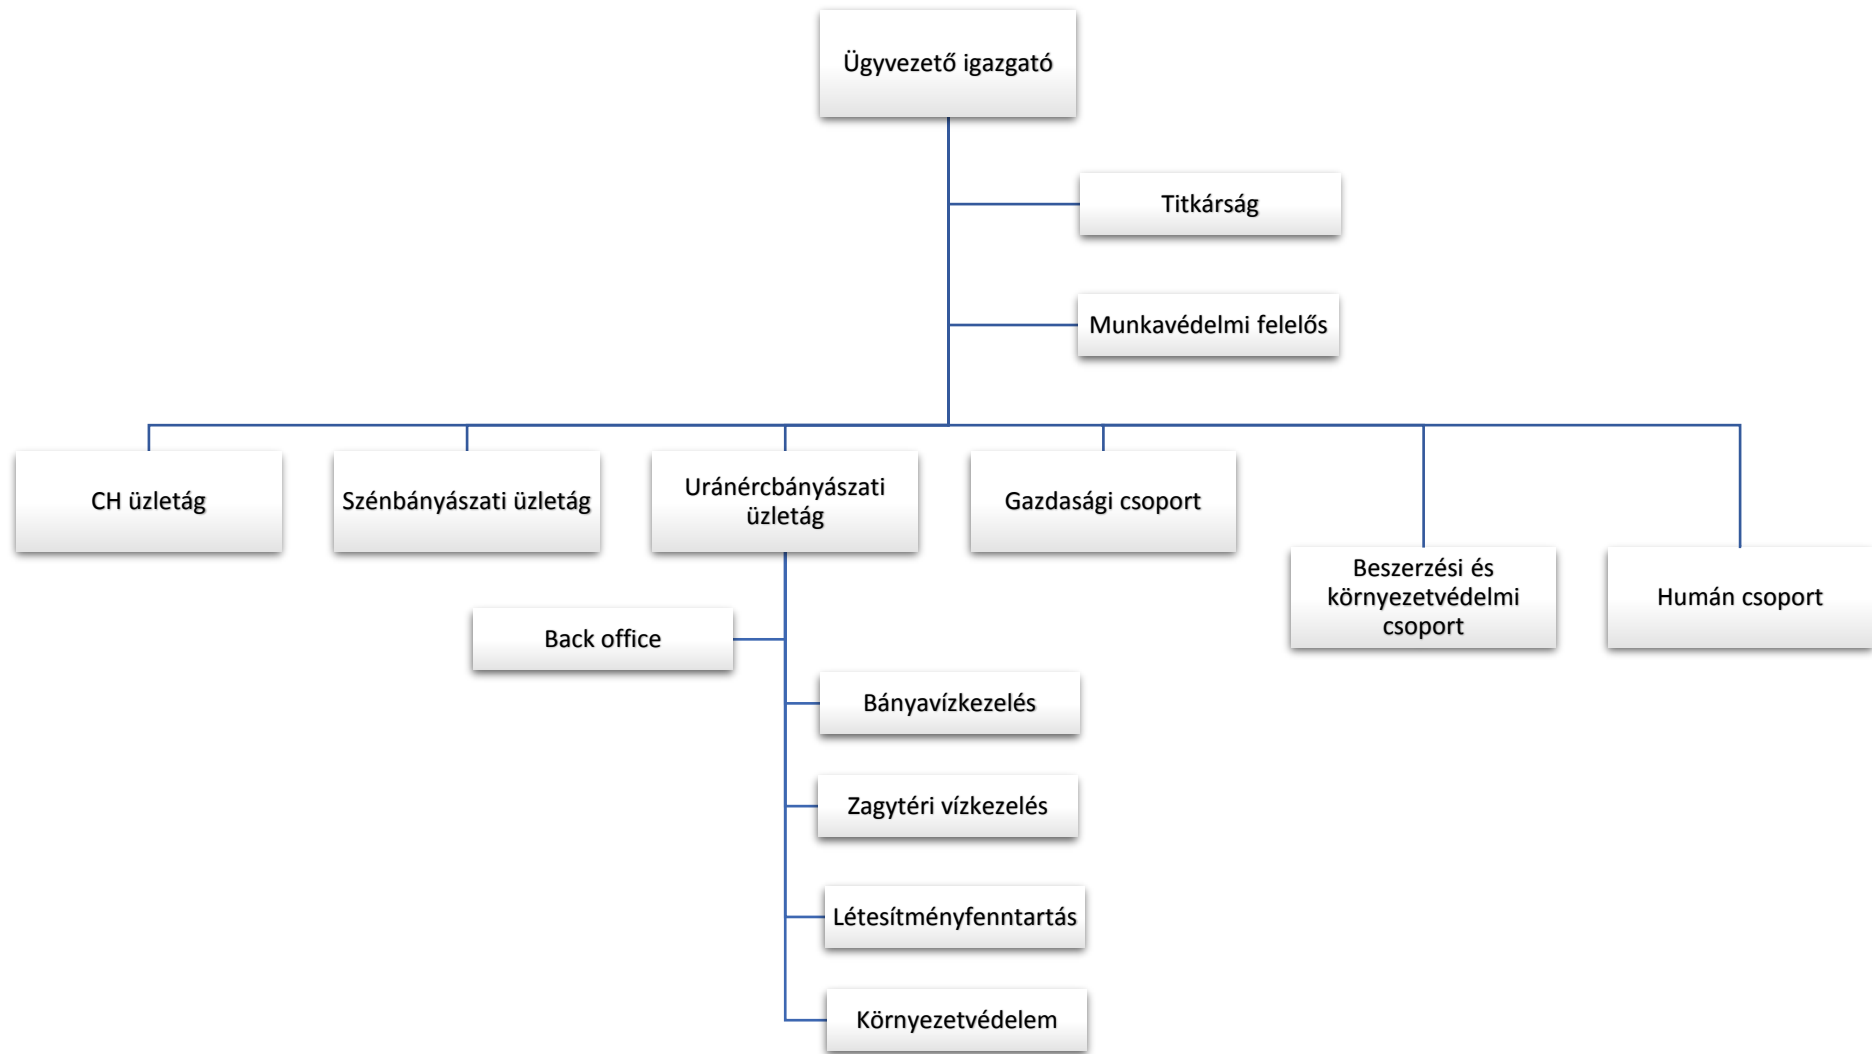 Ügyvezető igazgató
Titkárság
Munkavédelmi felelős
CH üzletág
Szénbányászati üzletág
Uránércbányászati
üzletág
Gazdasági csoport
Beszerzési és
környezetvédelmi
csoport
Humán csoport
Back office
Bányavízkezelés
Zagytéri vízkezelés
Létesítményfenntartás
Környezetvédelem